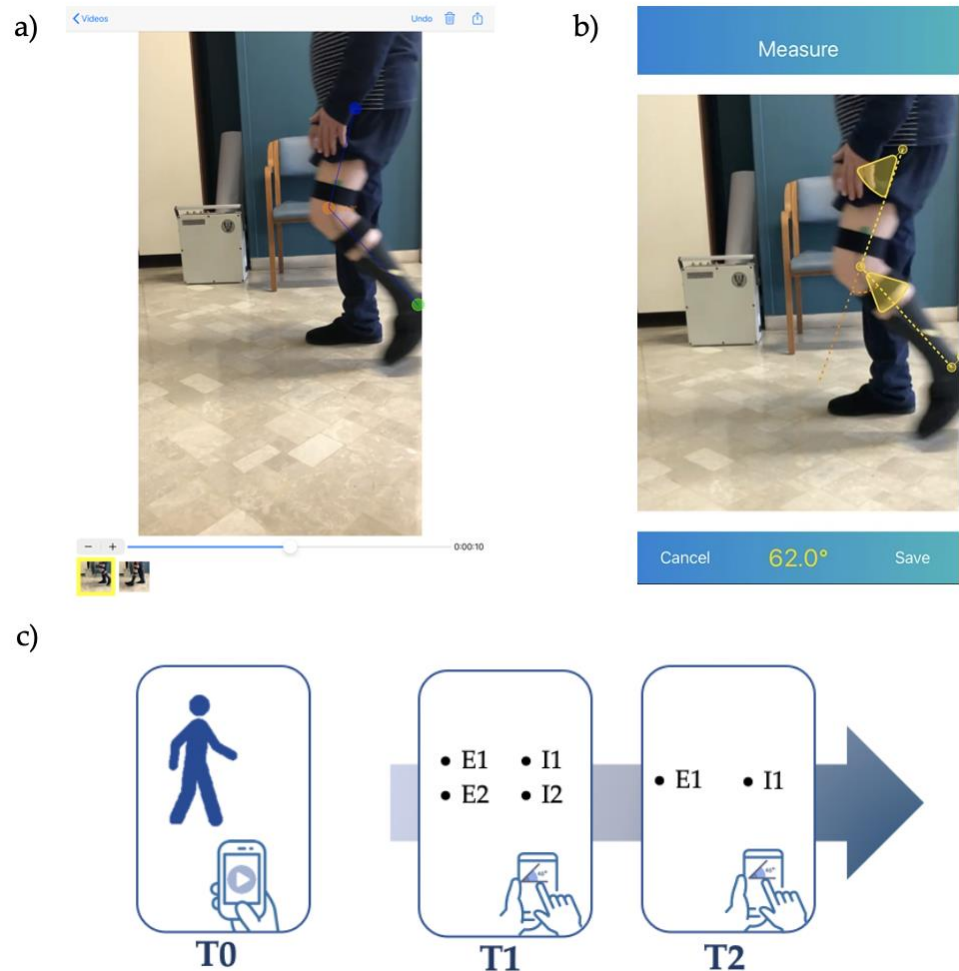 a)
Videos
Undo
0:00:10
b)
Measure
Cancel
62.0°
Save
c)
• E1 • I1
• E2 • I2
• E1 • I1
T0
T1
T2